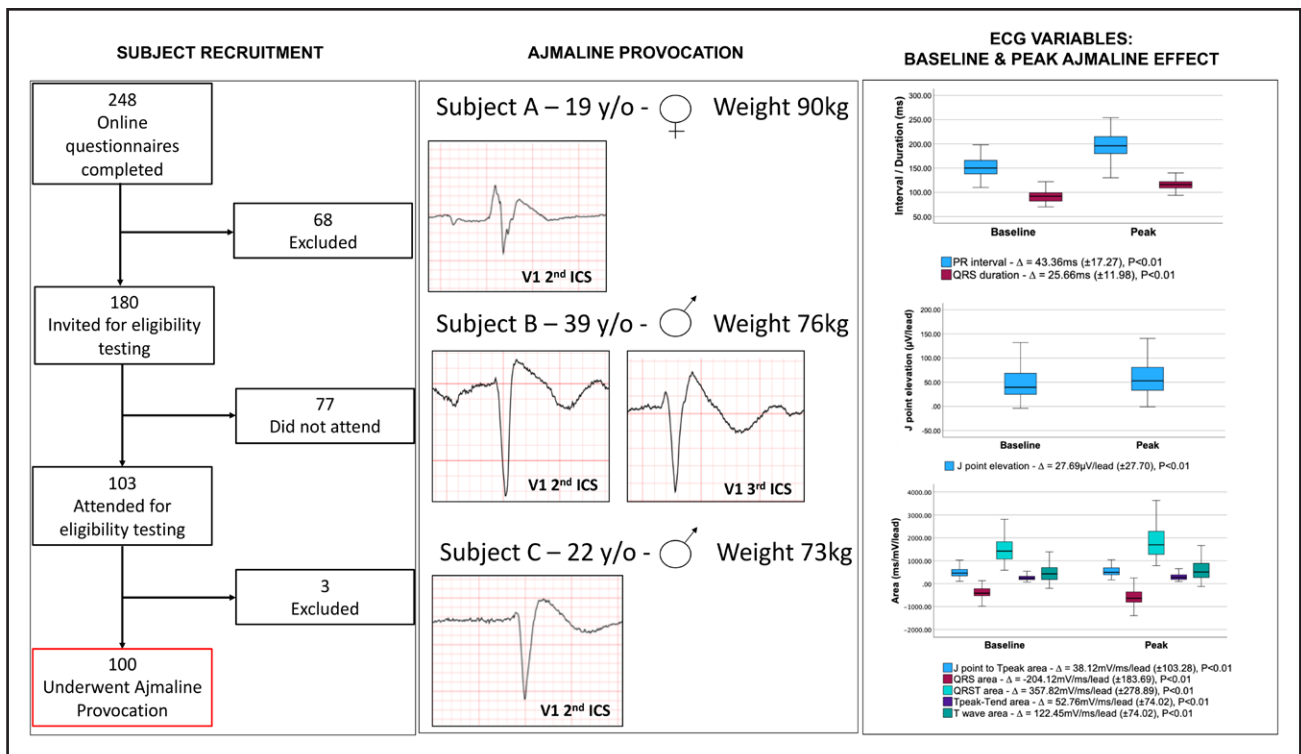 SUBJECT RECRUITMENT
248
Online
questionnaires
completed
68
Excluded
180
Invited for eligibility
testing
77
Did not attend
103
Attended for
eligibility testing
3
Excluded
100
Underwent Ajmaline
Provocation
AJMALINE PROVOCATION
Subject A – 19 y/o - ♀ Weight 90kg
V1 2nd ICS
Subject B – 39 y/o - ♂ Weight 76kg
V1 2nd ICS
V1 3rd ICS
Subject C – 22 y/o - ♂ Weight 73kg
V1 2nd ICS
ECG VARIABLES:
BASELINE & PEAK AJMALINE EFFECT
Interval / Duration (ms)
300.00
250.00
200.00
150.00
100.00
50.00
Baseline Peak
PR interval - Δ = 43.36ms (±17.27), P<0.01
QRS duration - Δ = 25.66ms (±11.98), P<0.01
J point elevation (µV/lead)
200.00
150.00
100.00
50.00
.00
-50.00
Baseline Peak
J point elevation - Δ = 27.69µV/lead (±27.70), P<0.01
Area (ms/mV/lead)
4000.00
3000.00
2000.00
1000.00
.00
-1000.00
-2000.00
Baseline Peak
J point to Tpeak area - Δ = 38.12mV/ms/lead (±103.28), P<0.01
QRS area - Δ = -204.12mV/ms/lead (±183.69), P<0.01
QRST area - Δ = 357.82mV/ms/lead (±278.89), P<0.01
Tpeak-Tend area - Δ = 52.76mV/ms/lead (±74.02), P<0.01
T wave area - Δ = 122.45mV/ms/lead (±74.02), P<0.01